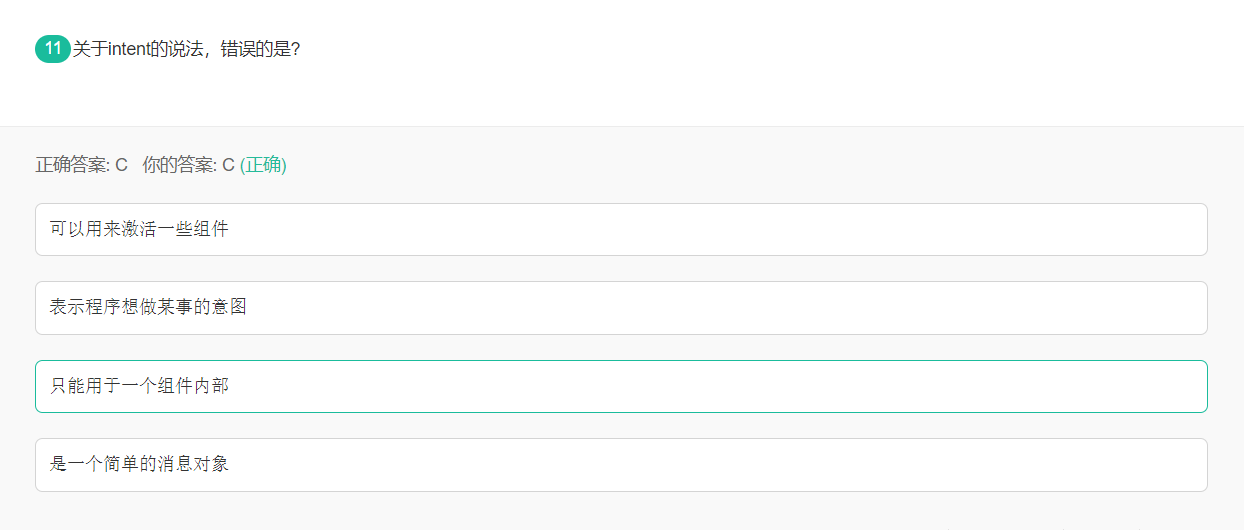 11 关于intent的说法，错误的是?
正确答案: C 你的答案: C (正确)
可以用来激活一些组件
表示程序想做某事的意图
只能用于一个组件内部
是一个简单的消息对象